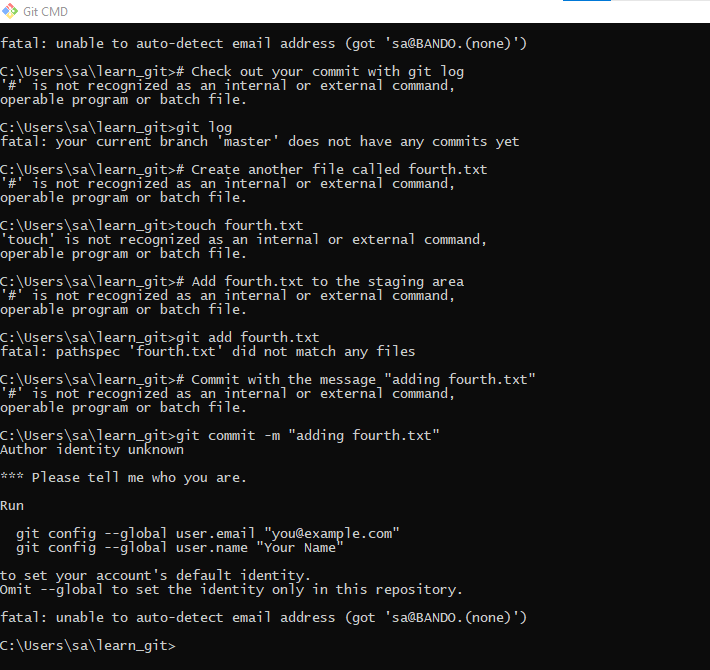 Git CMD
fatal: unable to auto-detect email address (got 'sa@BANDO.(none)')
C:\Users\sa\learn_git># Check out your commit with git log
'#' is not recognized as an internal or external command,
operable program or batch file.
C:\Users\sa\learn_git>git log
fatal: your current branch 'master' does not have any commits yet
C:\Users\sa\learn_git># Create another file called fourth.txt
'#' is not recognized as an internal or external command,
operable program or batch file.
C:\Users\sa\learn_git>touch fourth.txt
'touch' is not recognized as an internal or external command,
operable program or batch file.
C:\Users\sa\learn_git># Add fourth.txt to the staging area
'#' is not recognized as an internal or external command,
operable program or batch file.
C:\Users\sa\learn_git>git add fourth.txt
fatal: pathspec 'fourth.txt' did not match any files
C:\Users\sa\learn_git># Commit with the message "adding fourth.txt"
'#' is not recognized as an internal or external command,
operable program or batch file.
C:\Users\sa\learn_git>git commit -m "adding fourth.txt"
Author identity unknown
*** Please tell me who you are.
Run
git config --global user.email "you@example.com"
git config --global user.name "Your Name"
to set your account's default identity.
Omit --global to set the identity only in this repository.
fatal: unable to auto-detect email address (got 'sa@BANDO.(none)')
C:\Users\sa\learn_git>